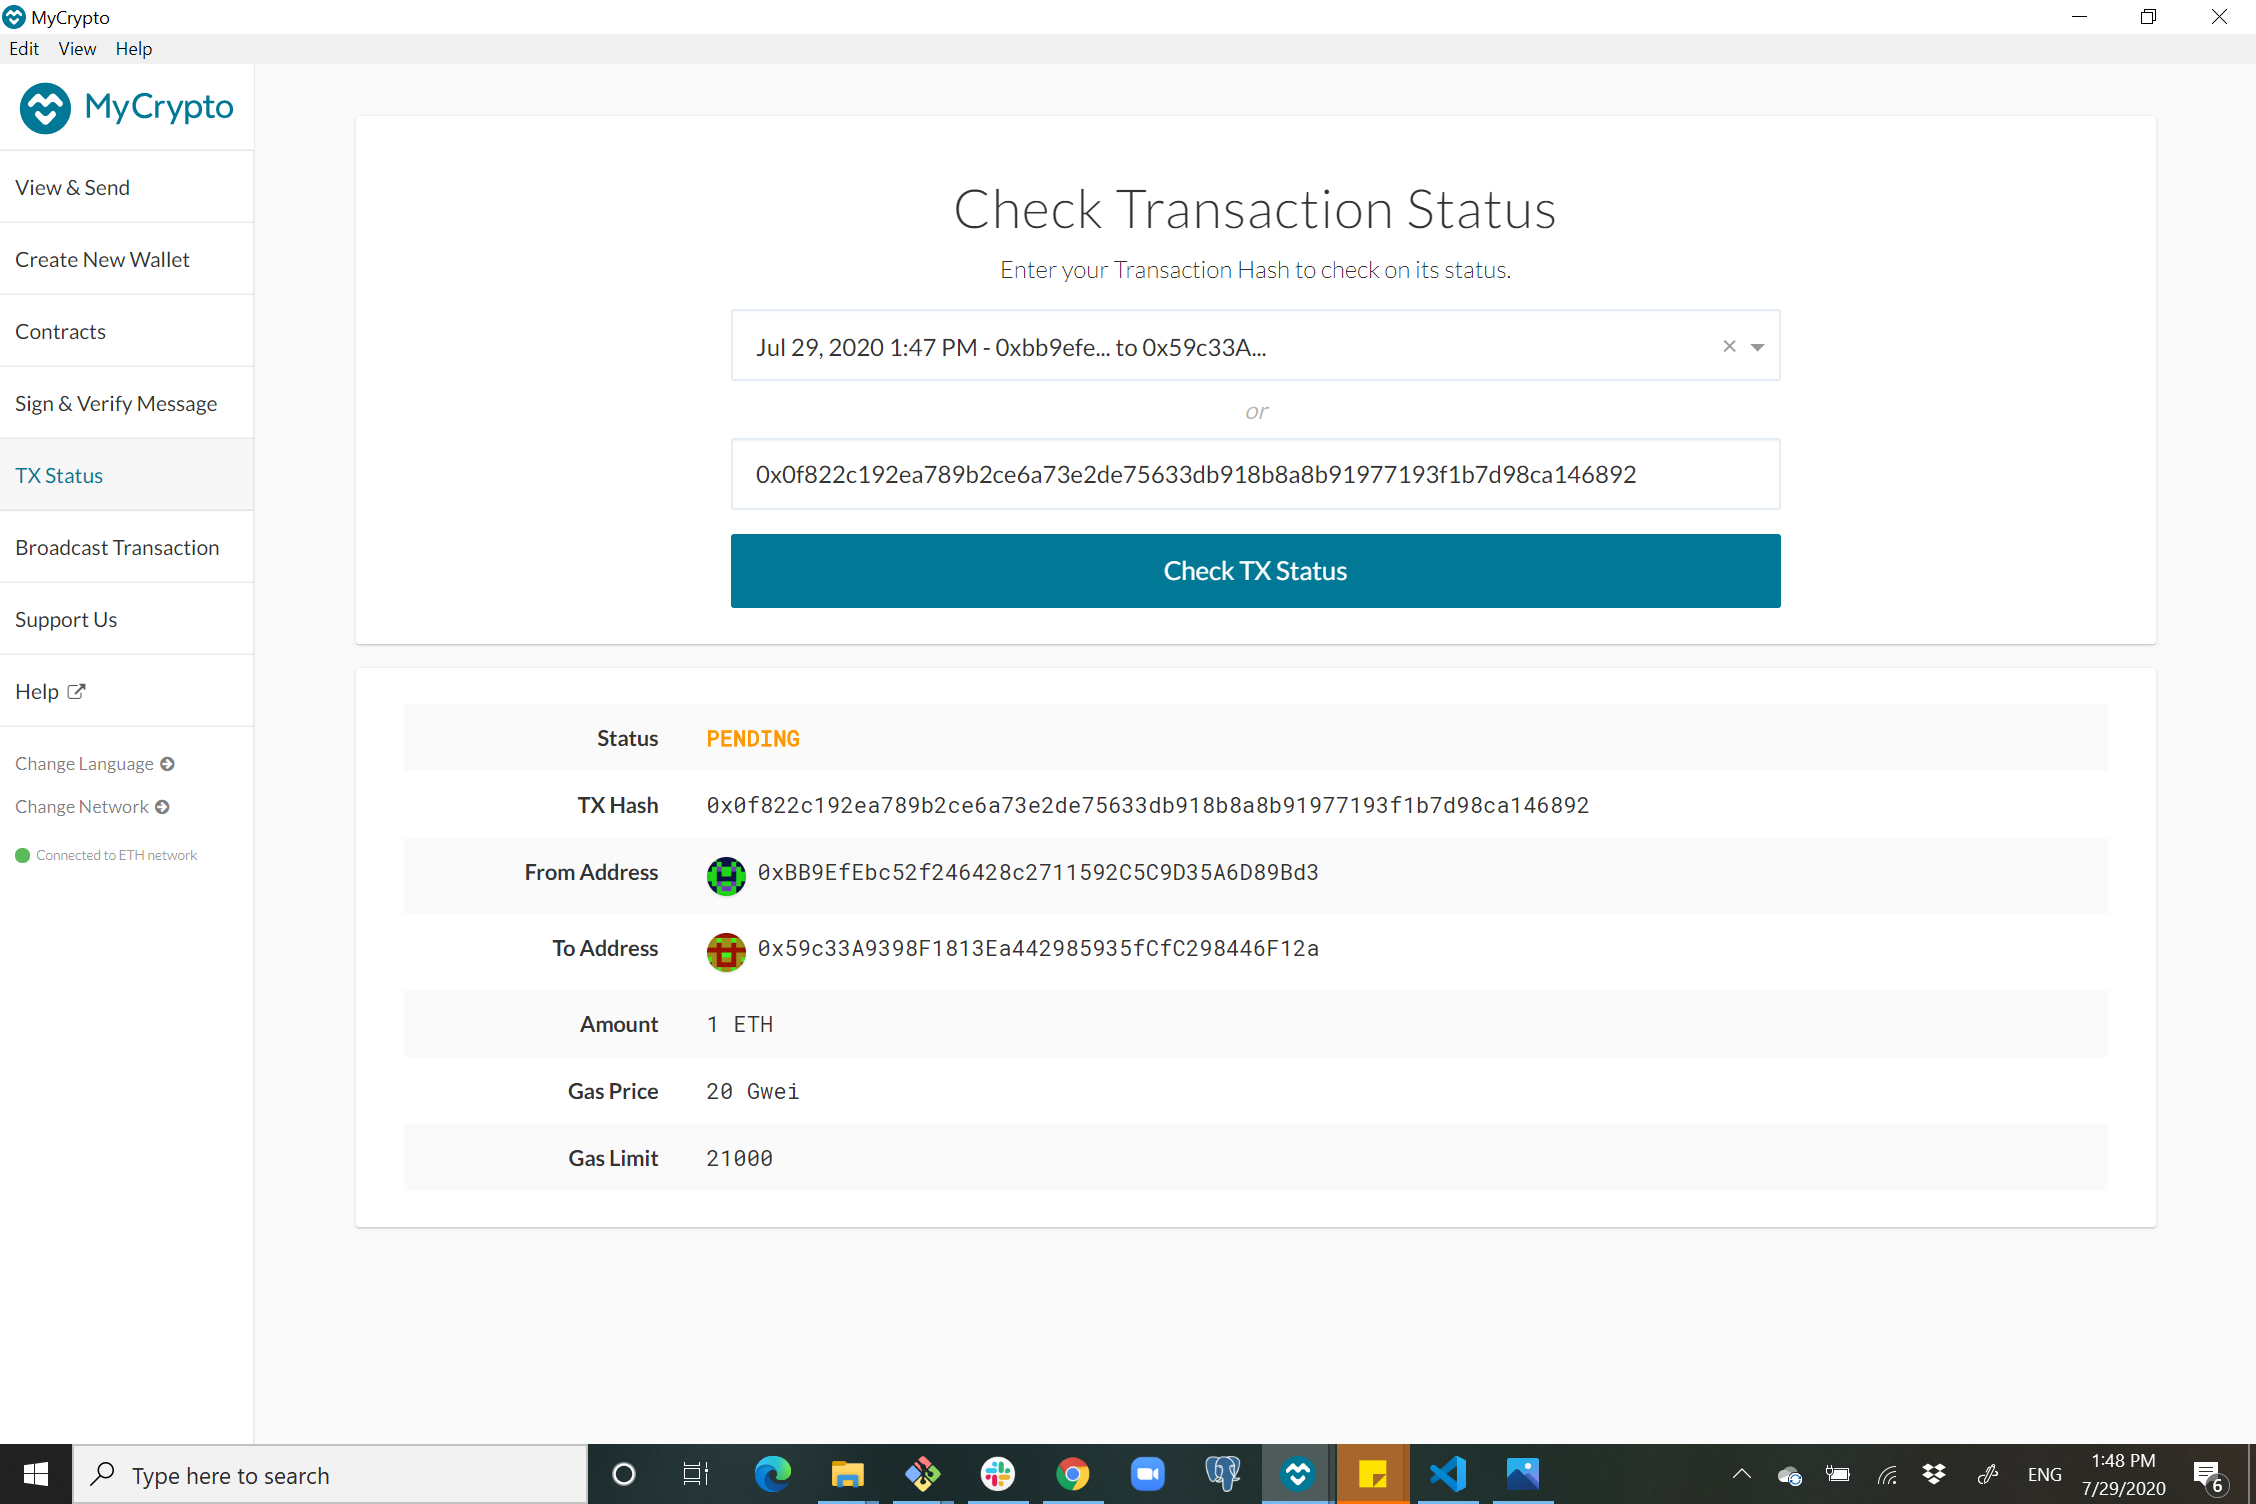 MyCrypto
Edit View Help
MyCrypto
View & Send
Create New Wallet
Contracts
Sign & Verify Message
TX Status
Broadcast Transaction
Support Us
Help
Change Language
Change Network
Connected to ETH network
Check Transaction Status
Enter your Transaction Hash to check on its status.
Jul 29, 2020 1:47 PM - 0xbb9efe... to 0x59c33A...
or
0x0f822c192ea789b2ce6a73e2de75633db918b8a8b91977193f1b7d98ca146892
Check TX Status
Status PENDING
TX Hash 0x0f822c192ea789b2ce6a73e2de75633db918b8a8b91977193f1b7d98ca146892
From Address 0xBB9EfEbc52f246428c2711592C5C9D35A6D89Bd3
To Address 0x59c33A9398F1813Ea442985935fCfC298446F12a
Amount 1 ETH
Gas Price 20 Gwei
Gas Limit 21000
Type here to search
ENG
1:48 PM
7/29/2020
6